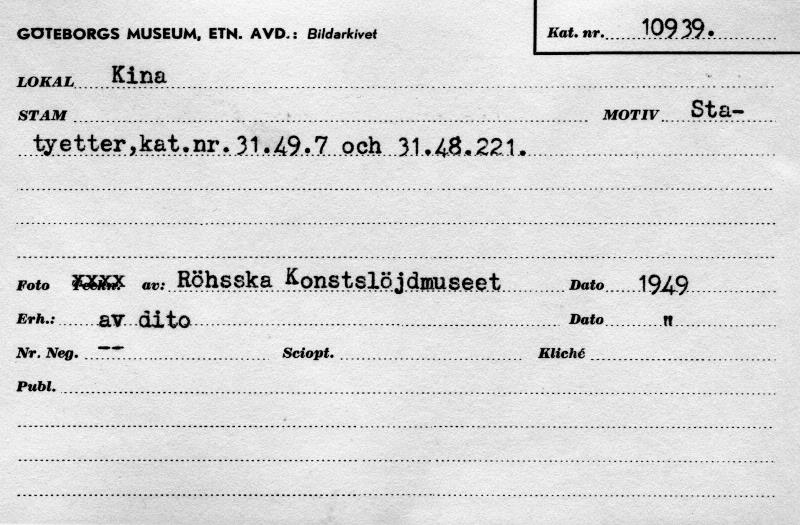 GÖTEBORGS MUSEUM, ETN. AVD.: Bildarkivet
Kat. nr. 10939.
LOKAL Kina
STAM MOTIV Sta-
tyetter,kat.nr.31.49.7 och 31.48.221.
Foto av: Röhsska Konstslöjdmuseet Dato 1949
Erh.: av dito Dato "
Nr. Neg. -- Sciopt. Kliché
Publ.